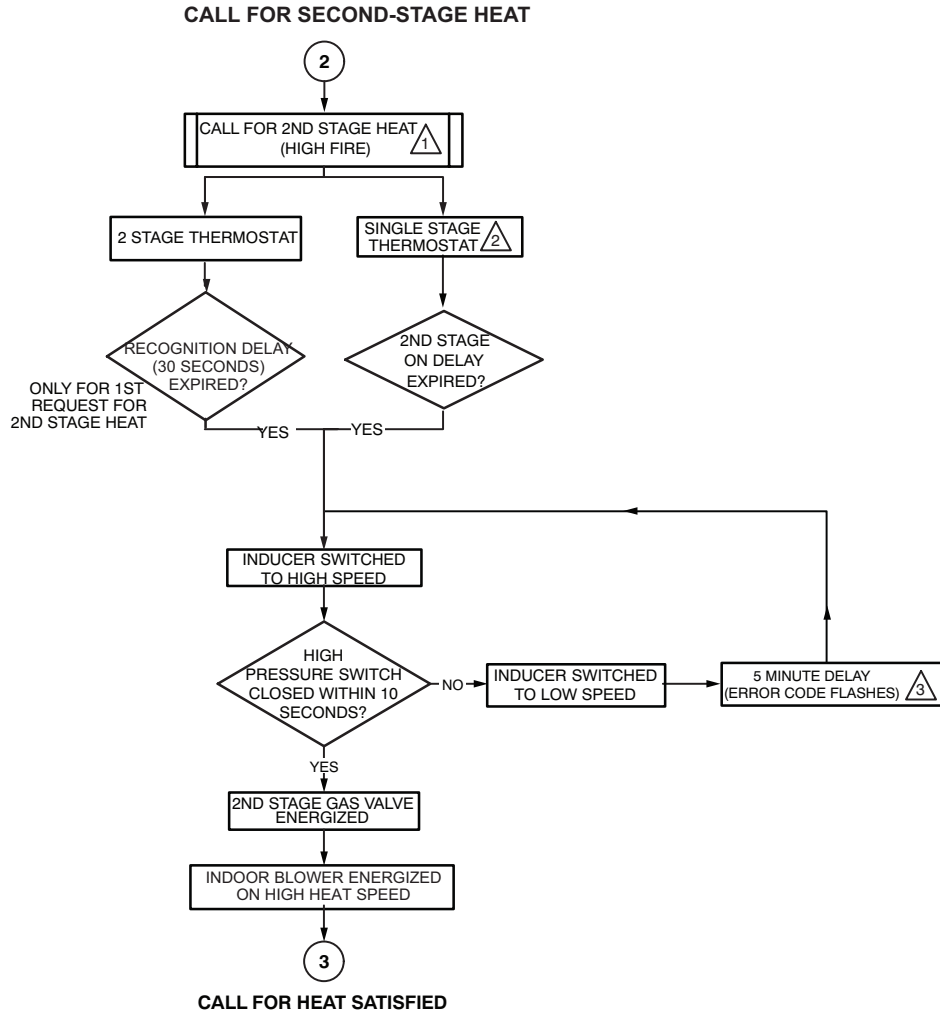 CALL FOR SECOND-STAGE HEAT
2
CALL FOR 2ND STAGE HEAT
(HIGH FIRE)
1
2 STAGE THERMOSTAT
SINGLE STAGE
THERMOSTAT
2
RECOGNITION DELAY
(30 SECONDS)
EXPIRED?
2ND STAGE
ON DELAY
EXPIRED?
ONLY FOR 1ST
REQUEST FOR
2ND STAGE HEAT
YES
YES
INDUCER SWITCHED
TO HIGH SPEED
HIGH
PRESSURE SWITCH
CLOSED WITHIN 10
SECONDS?
NO
INDUCER SWITCHED
TO LOW SPEED
5 MINUTE DELAY
(ERROR CODE FLASHES)
3
YES
2ND STAGE GAS VALVE
ENERGIZED
INDOOR BLOWER ENERGIZED
ON HIGH HEAT SPEED
3
CALL FOR HEAT SATISFIED